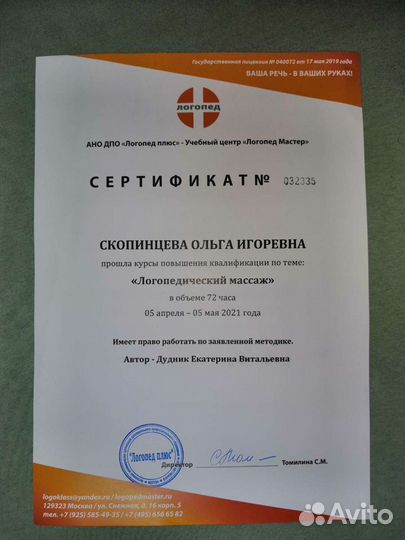 Государственная лицензия № 040072 от 17 мая 2019 года
ВАША РЕЧЬ - В ВАШИХ РУКАХ!
ЛОГОПЕД
АНО ДПО «Логопед плюс» - Учебный центр «Логопед Мастер»
СЕРТИФИКАТ № 032335
СКОПИНЦЕВА ОЛЬГА ИГОРЕВНА
прошла курсы повышения квалификации по теме:
«Логопедический массаж»
в объеме 72 часа
05 апреля – 05 мая 2021 года
Имеет право работать по заявленной методике.
Автор - Дудник Екатерина Витальевна
"Логопед плюс"
Директор Томилина С.М.
logoklass@yandex.ru / logopedmaster.ru
129323 Москва / ул. Снежная, д. 16 корп. 5
тел. +7 (925) 585-49-35 / +7 (495) 656 65 82
Avito